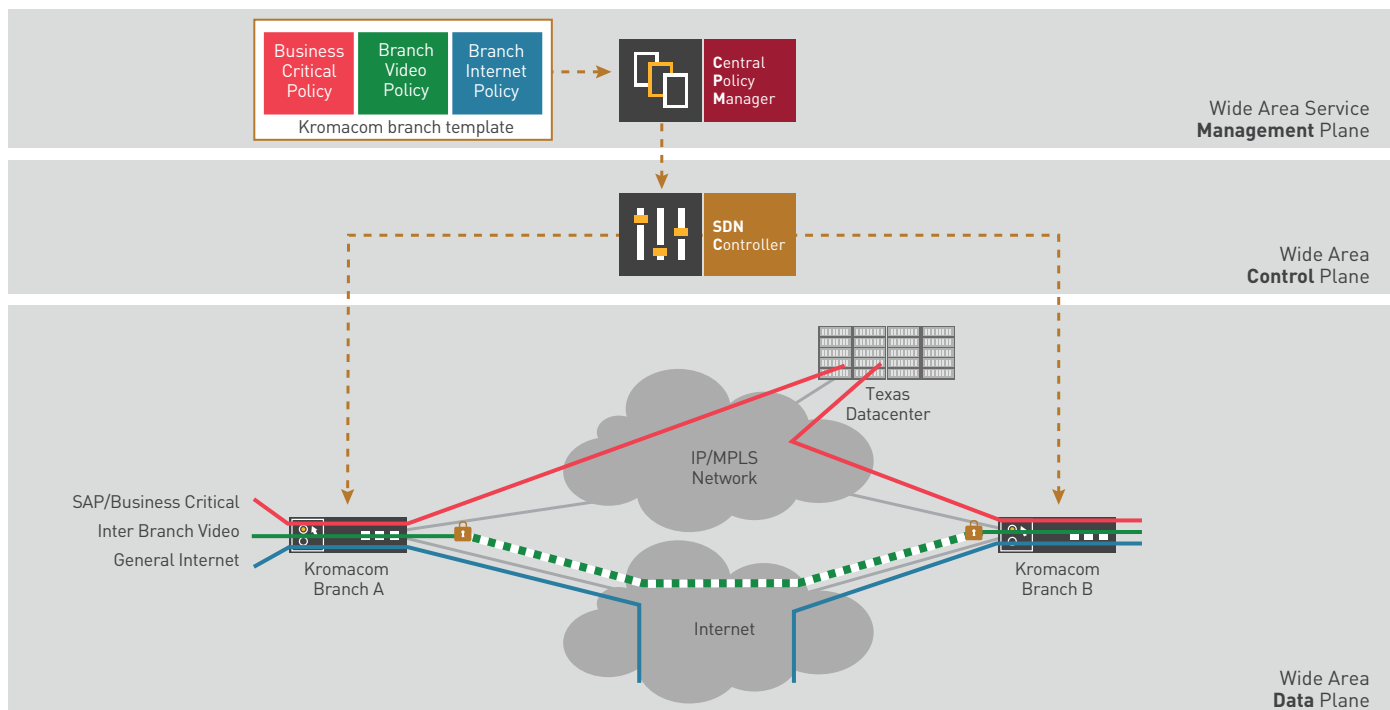 Business
Critical
Policy
Branch
Video
Policy
Branch
Internet
Policy
Kromacom branch template
Central
Policy
Manager
Wide Area Service
Management Plane
SDN
Controller
Wide Area
Control Plane
Texas
Datacenter
IP/MPLS
Network
SAP/Business Critical
Inter Branch Video
General Internet
Kromacom
Branch A
Kromacom
Branch B
Internet
Wide Area
Data Plane